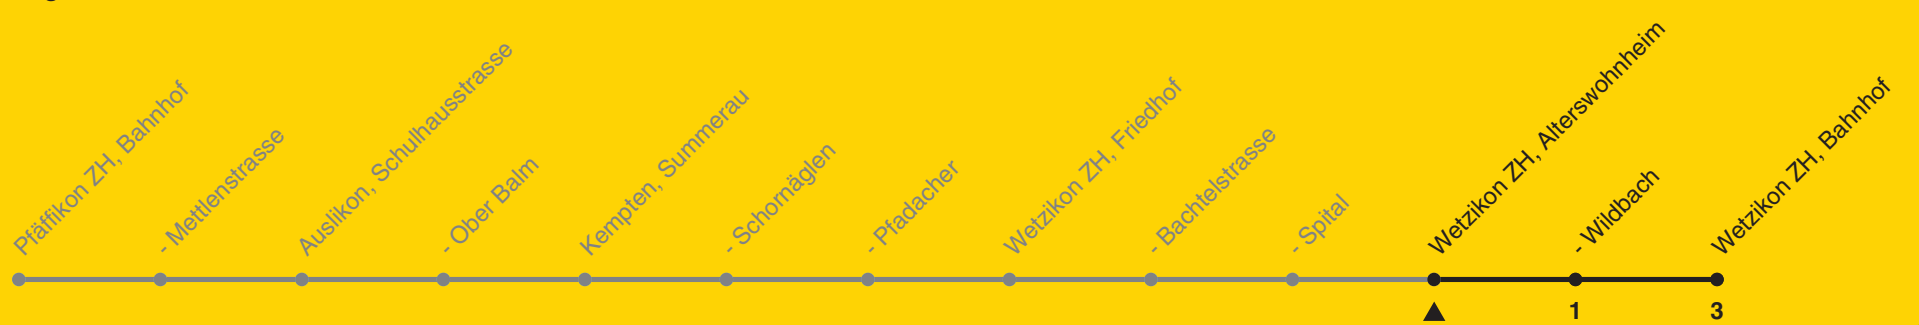 Pfäffikon ZH, Bahnhof
- Mettlenstrasse
Auslikon, Schulhausstrasse
- Ober Balm
Kempten, Summerau
- Schornäglen
- Pfadacher
Wetzikon ZH, Friedhof
- Bachtelstrasse
- Spital
Wetzikon ZH, Alterswohnheim
- Wildbach
Wetzikon ZH, Bahnhof
1
3